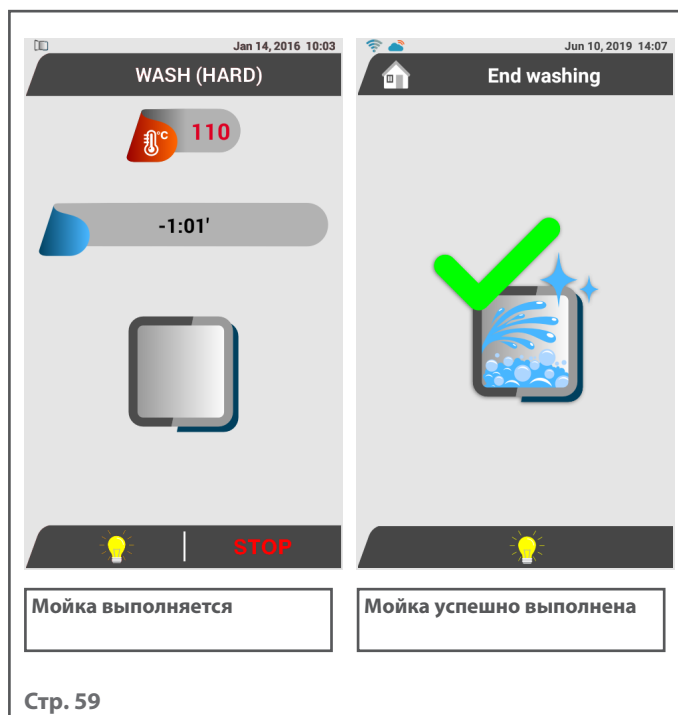 Jan 14, 2016 10:03
WASH (HARD)
°C 110
-1:01'
STOP
Мойка выполняется
Jun 10, 2019 14:07
End washing
Мойка успешно выполнена
Стр. 59